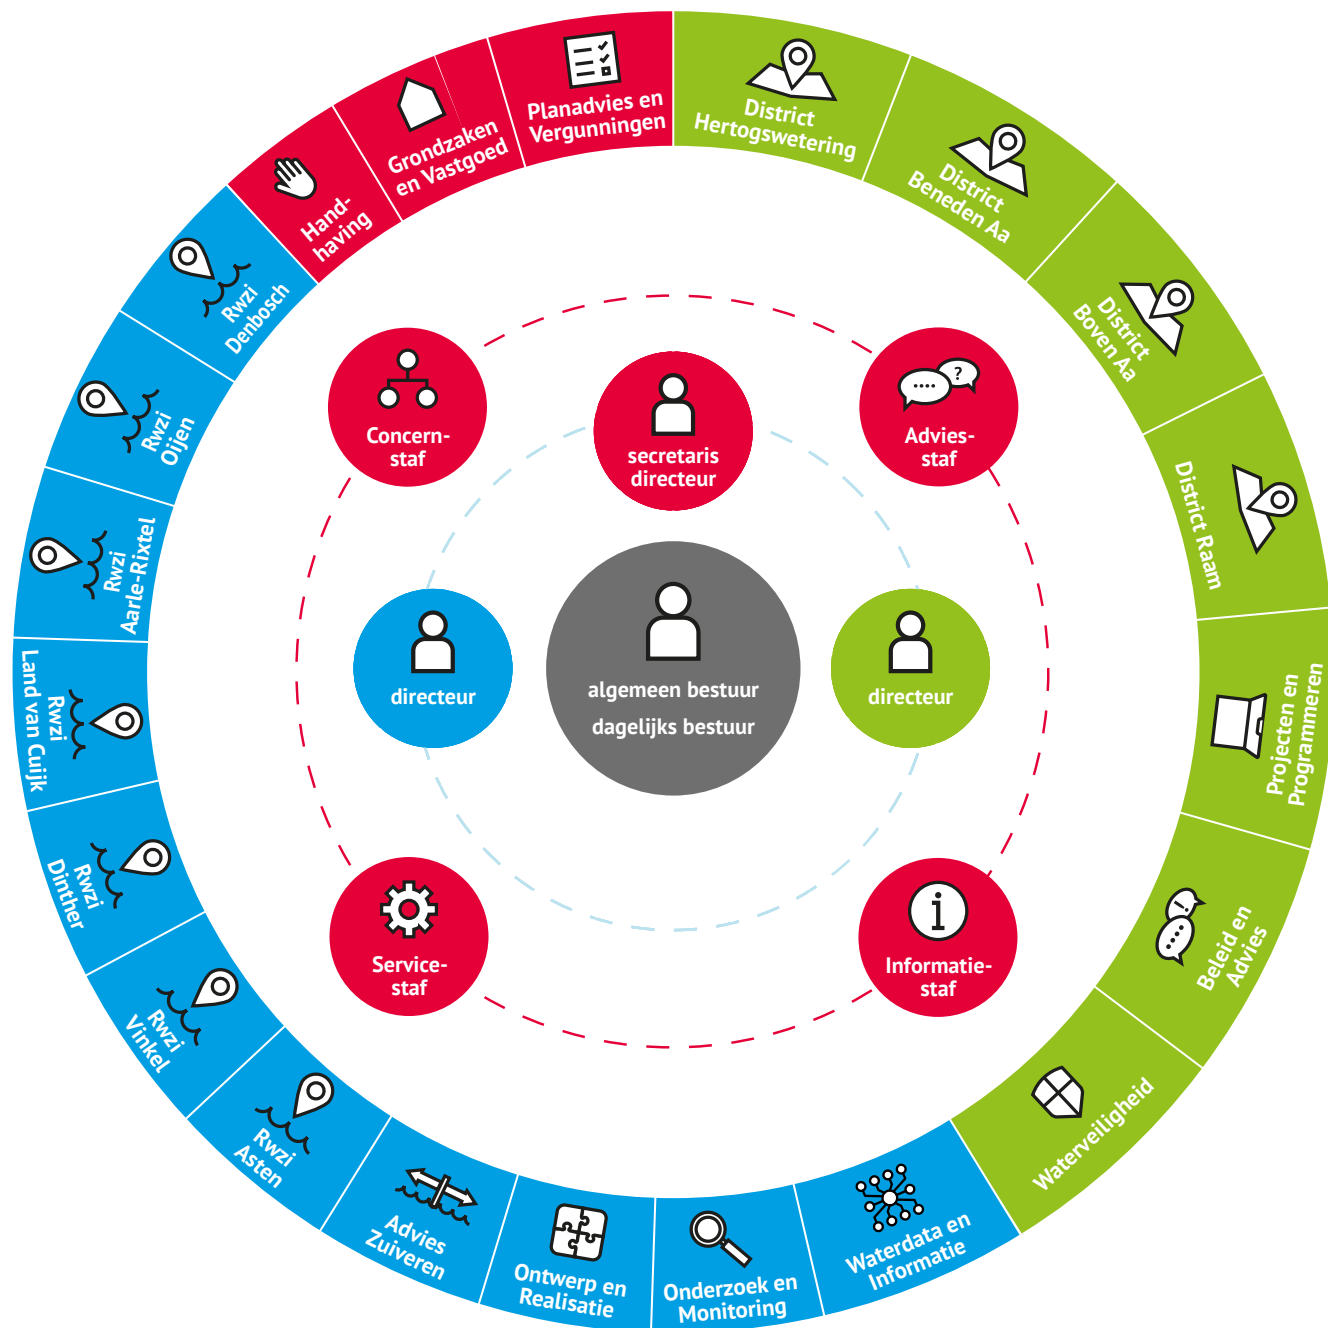 Planadvies en
Vergunningen
District
Hertogswetering
District
Beneden Aa
District
Boven Aa
District Raam
Projecten en
Programmeren
Beleid en
Advies
Waterveiligheid
Waterdata en
Informatie
Onderzoek en
Monitoring
Ontwerp en
Realisatie
Advies
Zuiveren
Rwzi
Asten
Rwzi
Vinkel
Rwzi
Dinther
Rwzi
Land van Cuijk
Rwzi
Aarle-Rixtel
Rwzi
Oijen
Rwzi
Denbosch
Hand-
having
Grondzaken
en Vastgoed
Concern-
staf
secretaris
directeur
?
Advies-
staf
directeur
algemeen bestuur
dagelijks bestuur
directeur
Service-
staf
i
Informatie-
staf